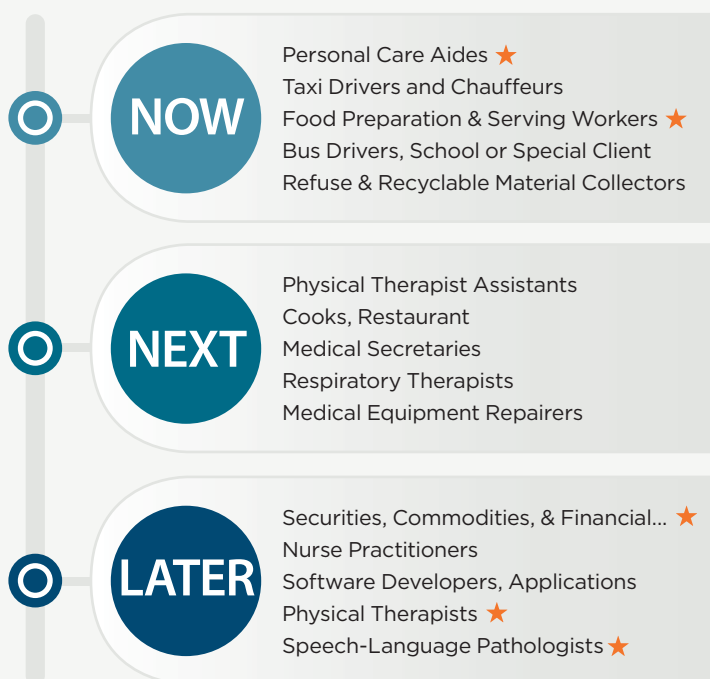 NOW
Personal Care Aides ★
Taxi Drivers and Chauffeurs
Food Preparation & Serving Workers ★
Bus Drivers, School or Special Client
Refuse & Recyclable Material Collectors
NEXT
Physical Therapist Assistants
Cooks, Restaurant
Medical Secretaries
Respiratory Therapists
Medical Equipment Repairers
LATER
Securities, Commodities, & Financial... ★
Nurse Practitioners
Software Developers, Applications
Physical Therapists ★
Speech-Language Pathologists ★